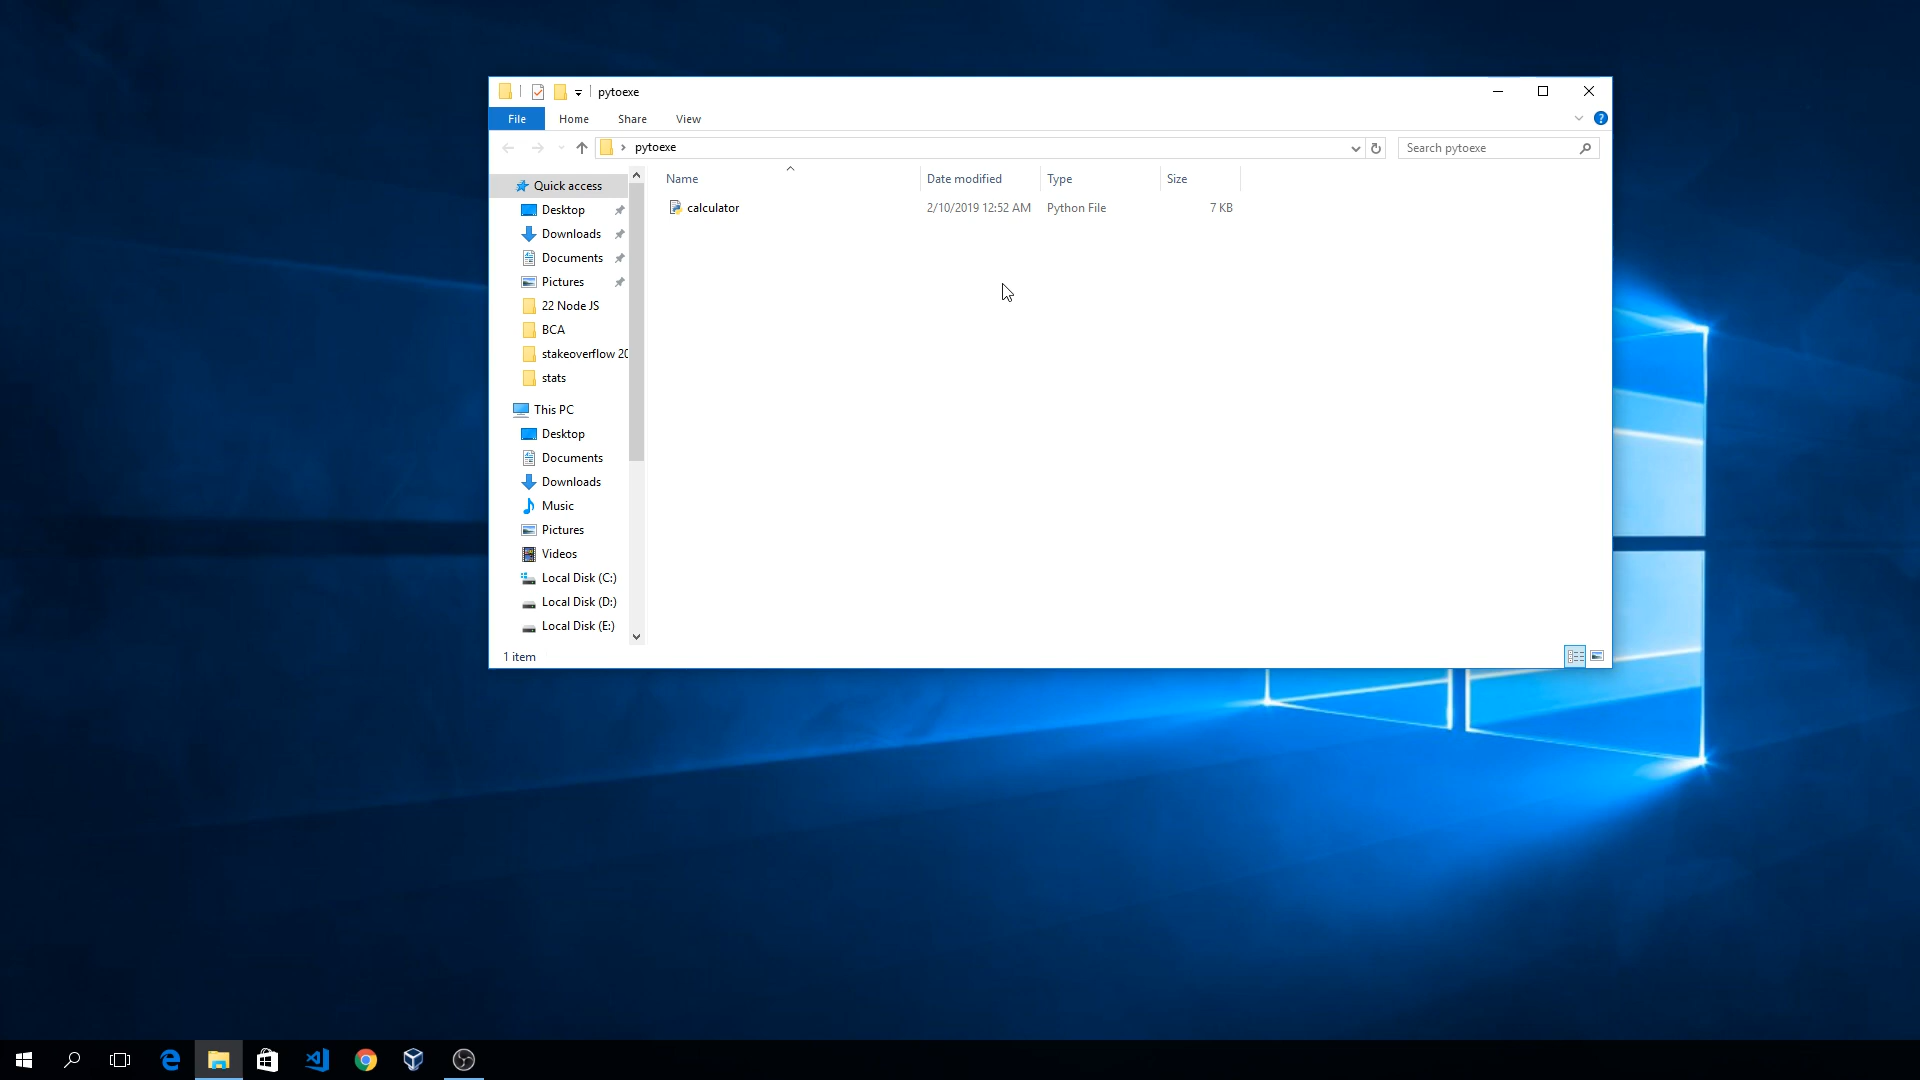 pytoexe
File Home Share View
pytoexe
Search pytoexe
Name Date modified Type Size
calculator 2/10/2019 12:52 AM Python File 7 KB
Quick access
Desktop
Downloads
Documents
Pictures
22 Node JS
BCA
stakeoverflow 20
stats
This PC
Desktop
Documents
Downloads
Music
Pictures
Videos
Local Disk (C:)
Local Disk (D:)
Local Disk (E:)
1 item